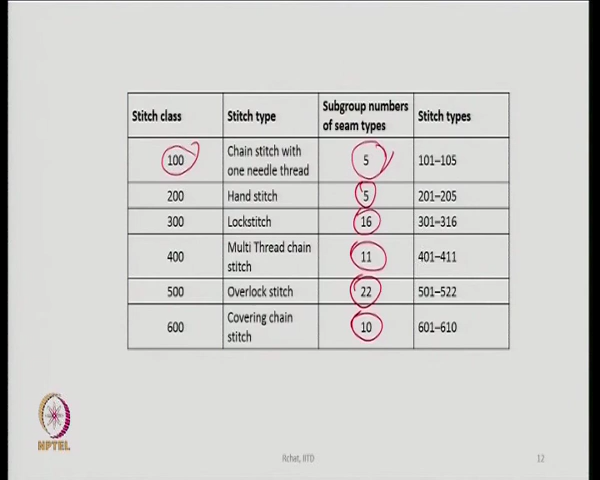 Stitch class Stitch type Subgroup numbers of seam types Stitch types
100 Chain stitch with one needle thread 5 101–105
200 Hand stitch 5 201–205
300 Lockstitch 16 301–316
400 Multi Thread chain stitch 11 401–411
500 Overlock stitch 22 501–522
600 Covering chain stitch 10 601–610
NPTEL
Rchat, IITD
12